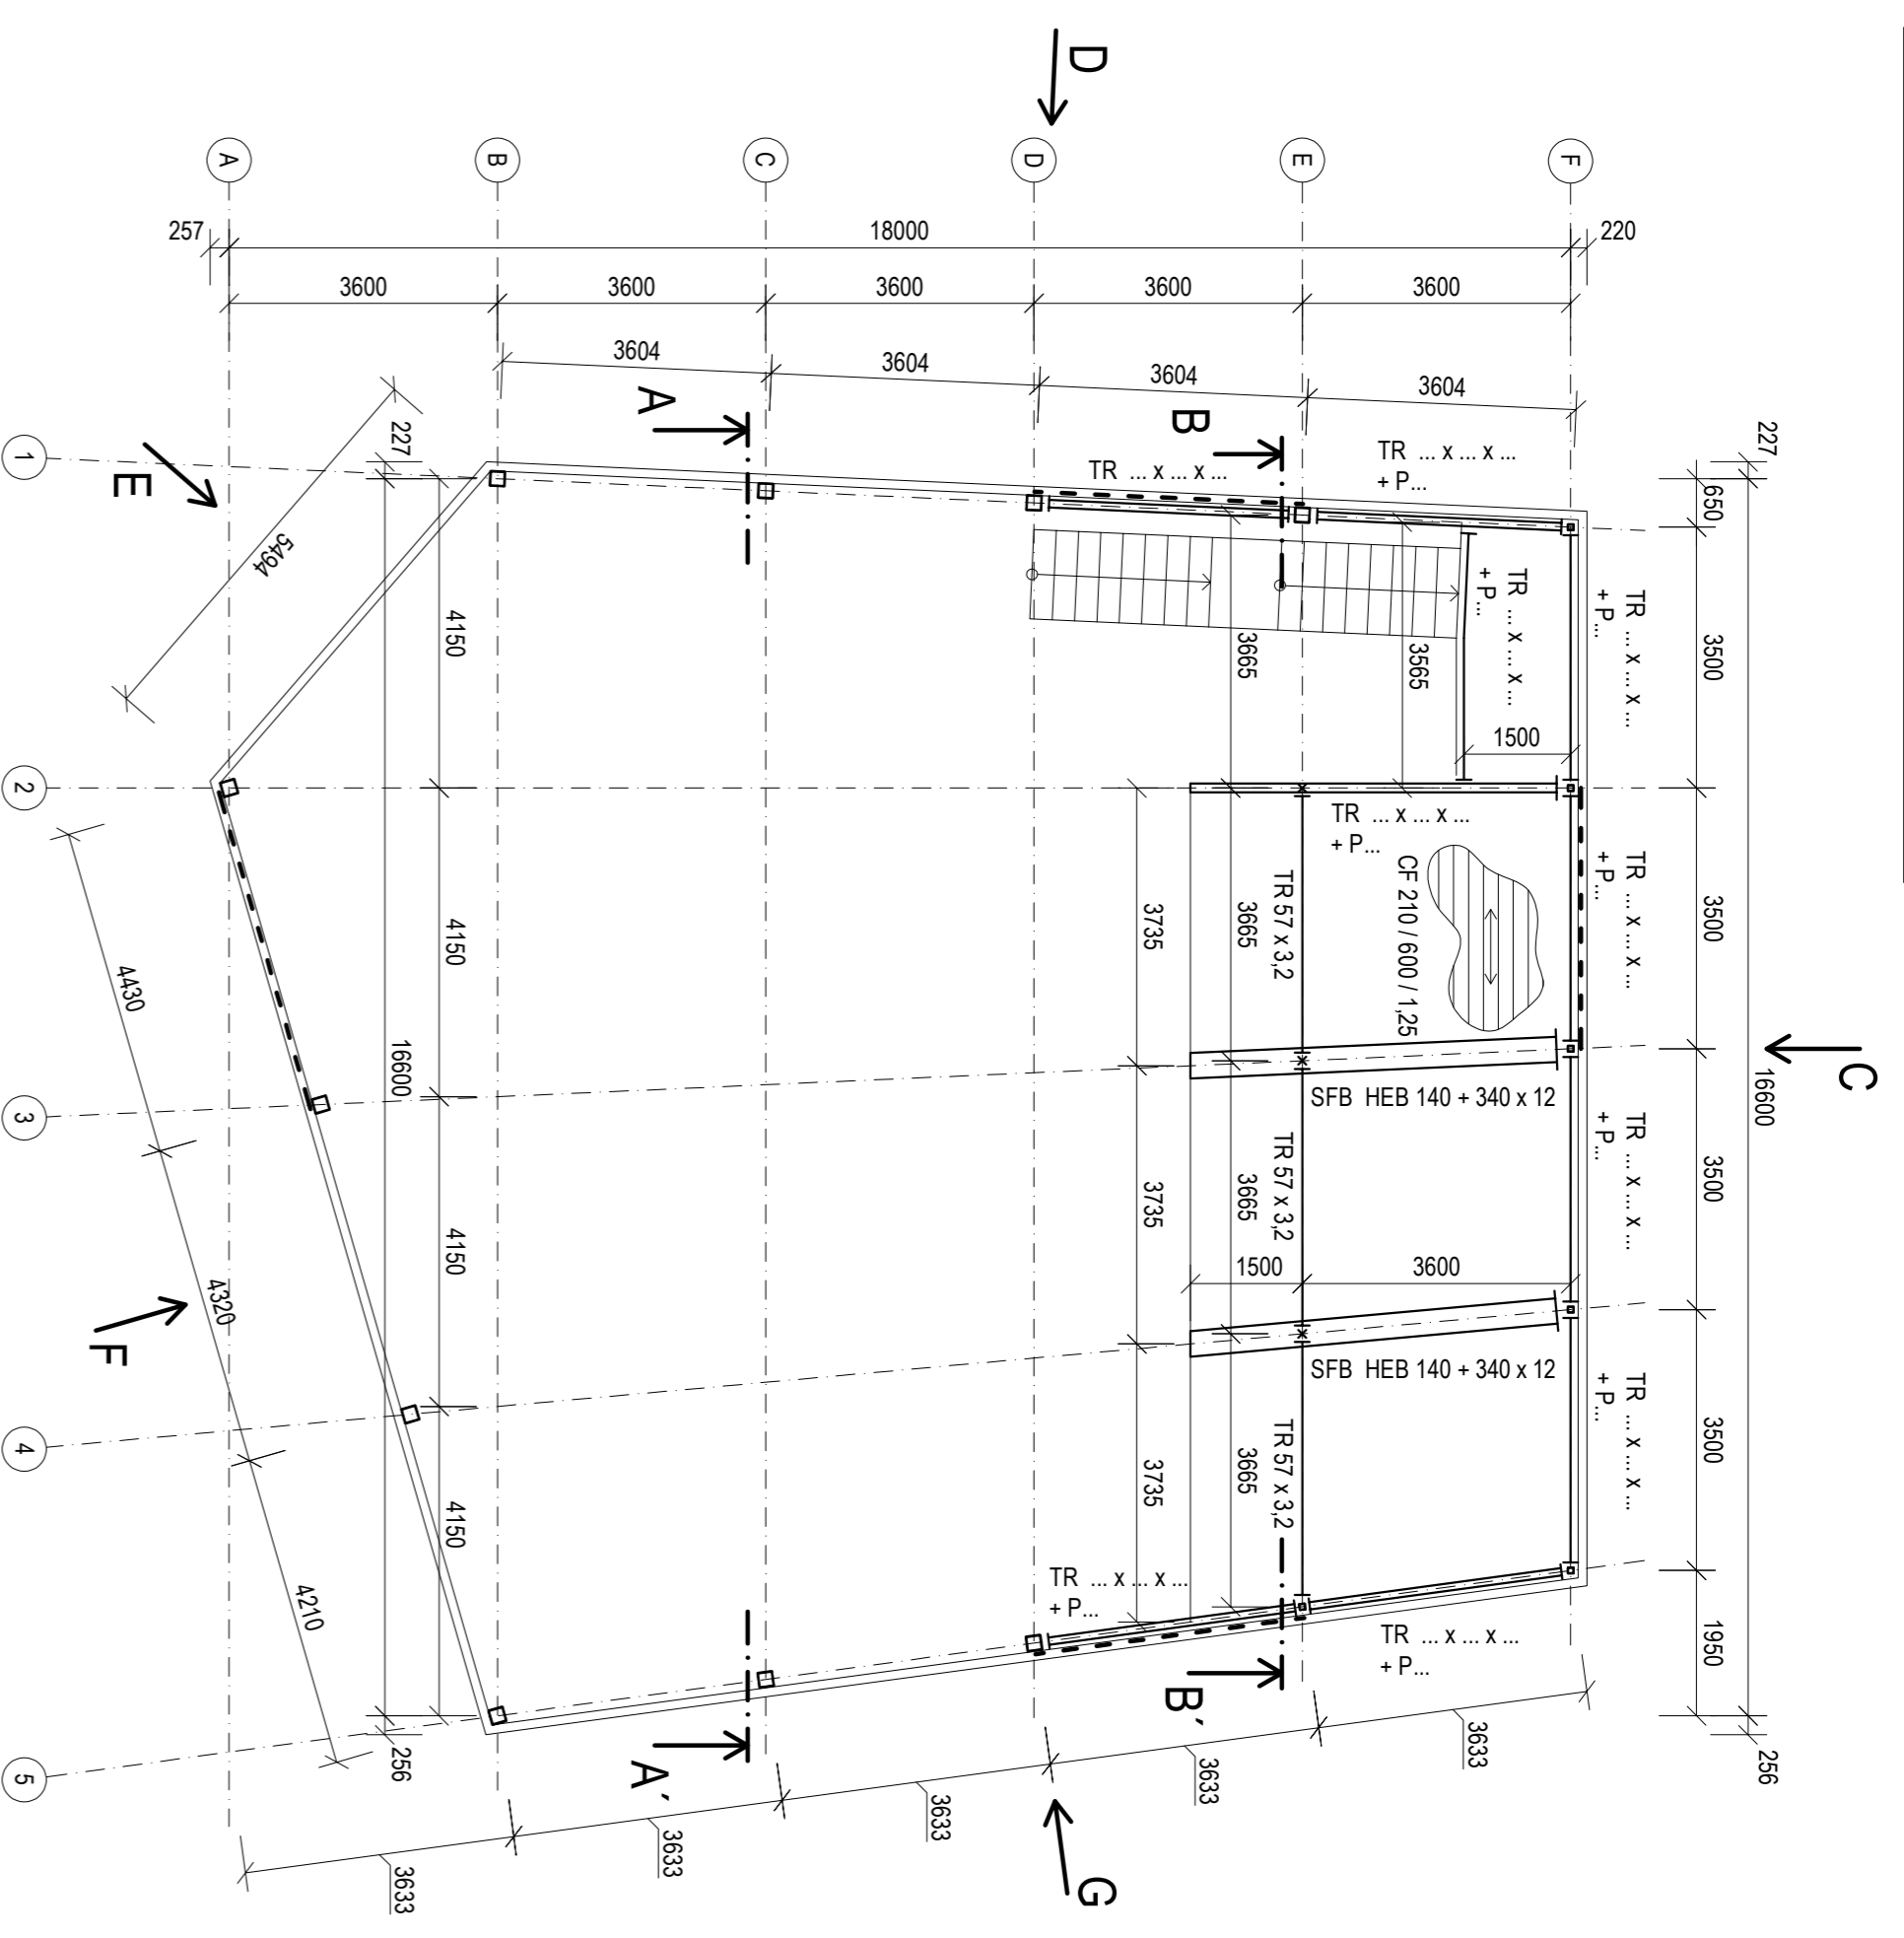 D
A
B
C
D
E
F
257
18000
220
3600
3600
3600
3600
3600
3604
3604
3604
3604
A
B
TR ... x ... x ...
TR ... x ... x ...
+ P...
227
650
227
1
E
5494
4150
3665
3565
TR ... x ... x ...
+ P...
TR ... x ... x ...
+ P...
3500
1500
2
4150
3735
3665
TR 57 x 3,2
TR ... x ... x ...
+ P...
CF 210 / 600 / 1,25
TR ... x ... x ...
+ P...
3500
4430
16600
C
16600
3
SFB HEB 140 + 340 x 12
4150
3735
3665
TR 57 x 3,2
1500
3600
TR ... x ... x ...
+ P...
3500
4320
F
4
SFB HEB 140 + 340 x 12
4150
3735
3665
TR 57 x 3,2
TR ... x ... x ...
+ P...
3500
4210
TR ... x ... x ...
+ P...
TR ... x ... x ...
+ P...
1950
5
256
A'
B'
256
3633
3633
3633
3633
3633
G